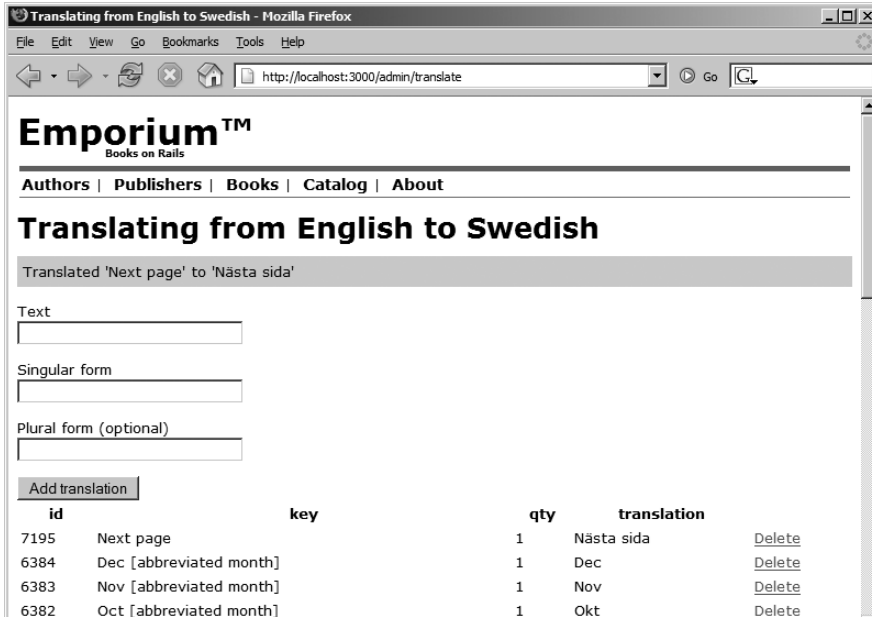 Translating from English to Swedish - Mozilla Firefox
File Edit View Go Bookmarks Tools Help
http://localhost:3000/admin/translate Go G
Emporium™
Books on Rails
Authors | Publishers | Books | Catalog | About
Translating from English to Swedish
Translated 'Next page' to 'Nästa sida'
Text
Singular form
Plural form (optional)
Add translation
id key qty translation
7195 Next page 1 Nästa sida Delete
6384 Dec [abbreviated month] 1 Dec Delete
6383 Nov [abbreviated month] 1 Nov Delete
6382 Oct [abbreviated month] 1 Okt Delete